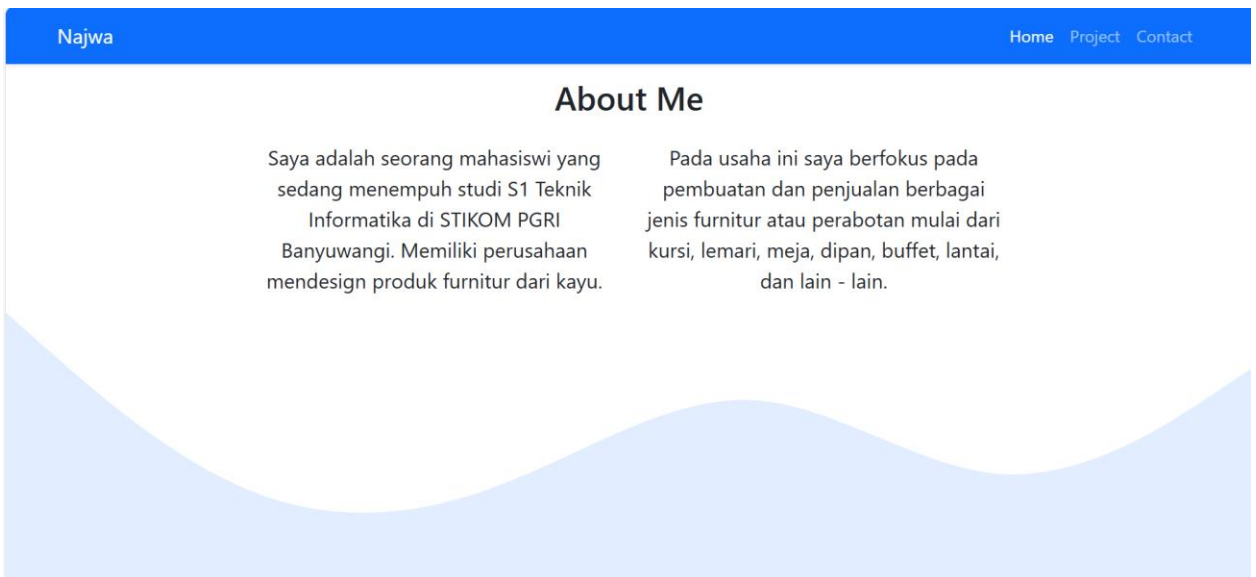 Najwa
Home Project Contact
About Me
Saya adalah seorang mahasiswi yang
sedang menempuh studi S1 Teknik
Informatika di STIKOM PGRI
Banyuwangi. Memiliki perusahaan
mendesign produk furnitur dari kayu.
Pada usaha ini saya berfokus pada
pembuatan dan penjualan berbagai
jenis furnitur atau perabotan mulai dari
kursi, lemari, meja, dipan, buffet, lantai,
dan lain - lain.